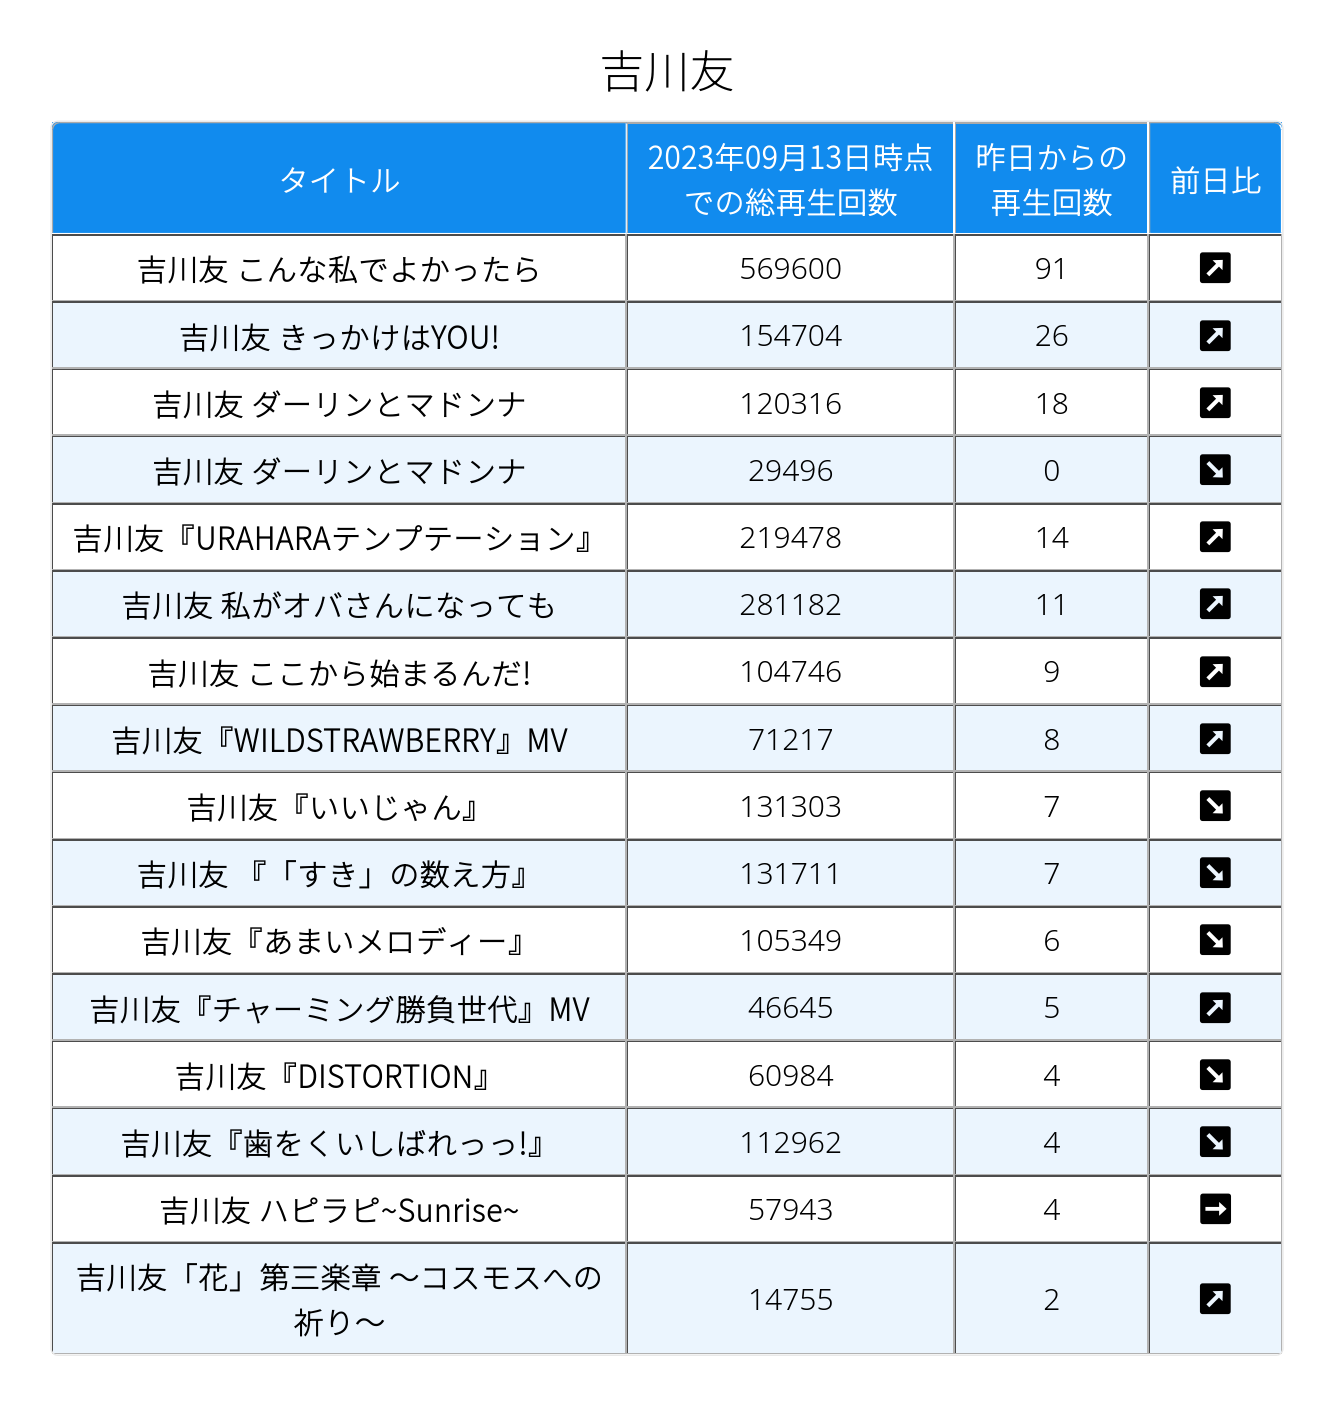 吉川友
タイトル
2023年09月13日時点
での総再生回数
昨日からの
再生回数
前日比
吉川友 こんな私でよかったら 569600 91
吉川友 きっかけはYOU! 154704 26
吉川友 ダーリンとマドンナ 120316 18
吉川友 ダーリンとマドンナ 29496 0
吉川友『URAHARAテンプテーション』 219478 14
吉川友 私がオバさんになっても 281182 11
吉川友 ここから始まるんだ! 104746 9
吉川友『WILDSTRAWBERRY』MV 71217 8
吉川友『いいじゃん』 131303 7
吉川友 『「すき」の数え方』 131711 7
吉川友『あまいメロディー』 105349 6
吉川友『チャーミング勝負世代』MV 46645 5
吉川友『DISTORTION』 60984 4
吉川友『歯をくいしばれっっ!』 112962 4
吉川友 ハピラピ~Sunrise~ 57943 4
吉川友「花」第三楽章 〜コスモスへの
祈り〜 14755 2